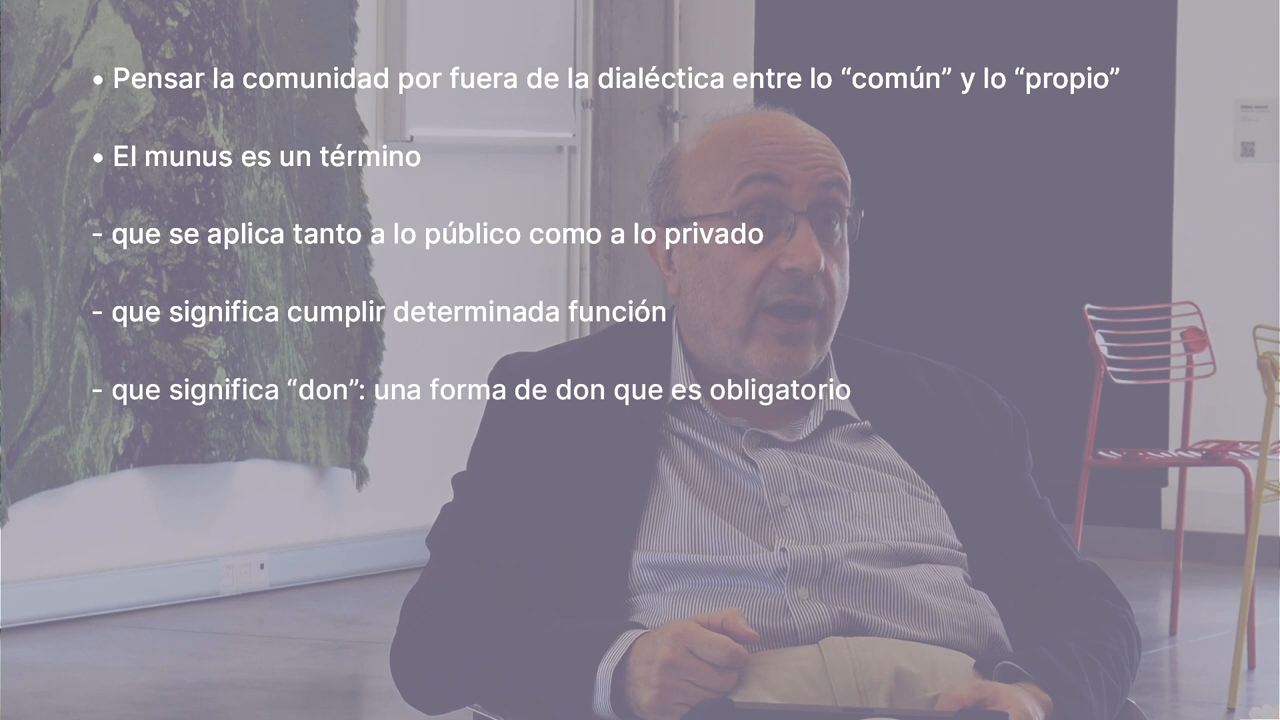 • Pensar la comunidad por fuera de la dialéctica entre lo “común” y lo “propio”
• El munus es un término
- que se aplica tanto a lo público como a lo privado
- que significa cumplir determinada función
- que significa “don”: una forma de don que es obligatorio